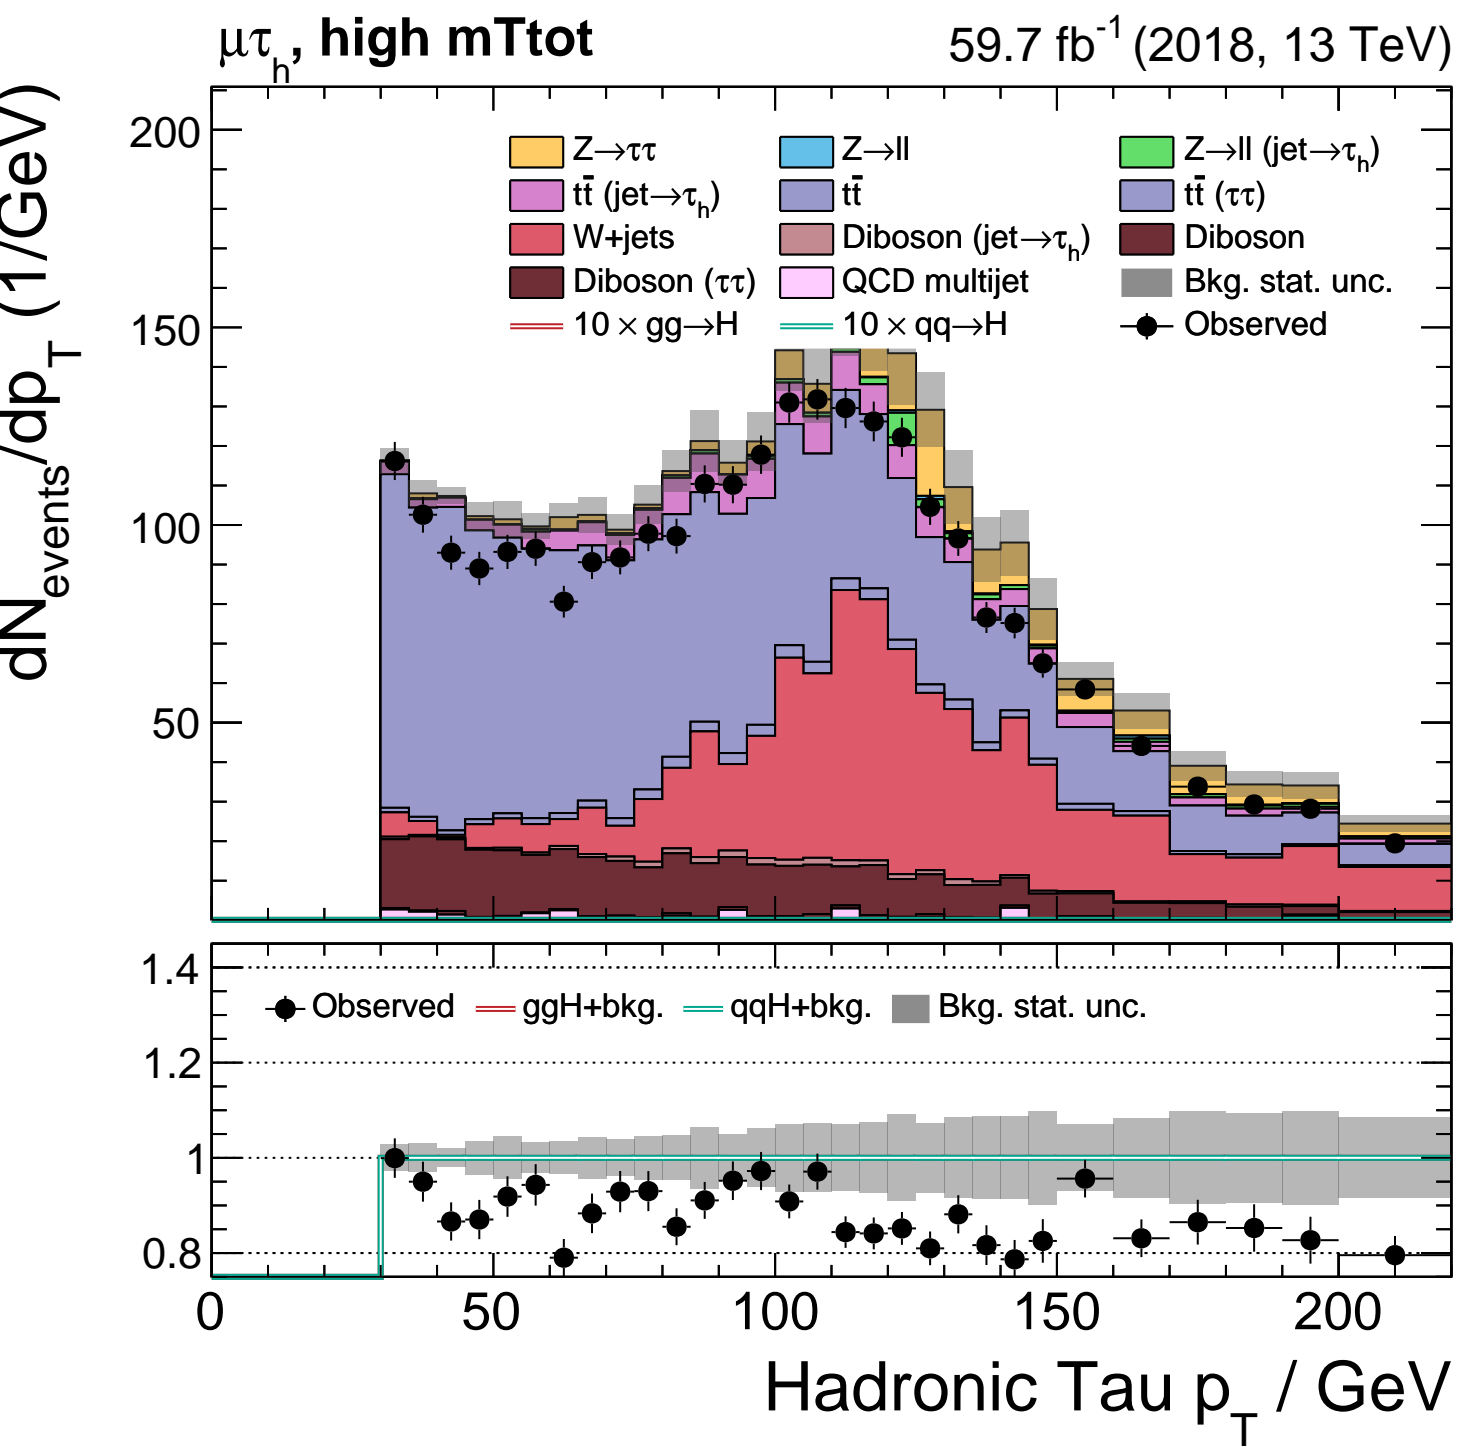 μτh, high mTtot
59.7 fb-1 (2018, 13 TeV)
dNevents/dpT (1/GeV)
200
150
100
50
Z→ττ
Z→ll
Z→ll (jet→τh)
tt̄ (jet→τh)
tt̄
tt̄ (ττ)
W+jets
Diboson (jet→τh)
Diboson
Diboson (ττ)
QCD multijet
Bkg. stat. unc.
10 × gg→H
10 × qq→H
Observed
1.4
1.2
1
0.8
Observed
ggH+bkg.
qqH+bkg.
Bkg. stat. unc.
0
50
100
150
200
Hadronic Tau pT / GeV